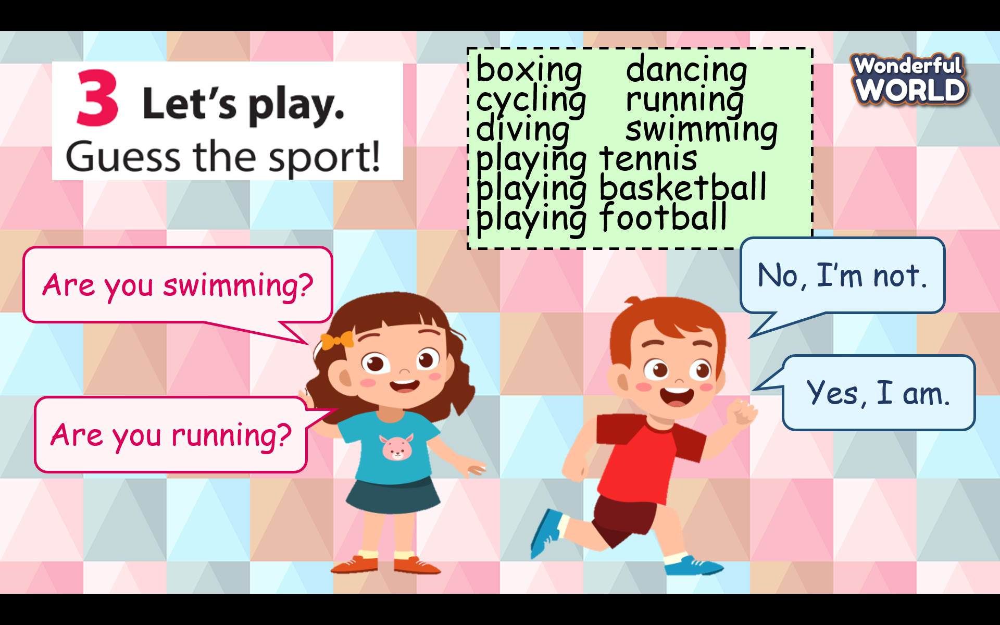 3 Let's play.
Guess the sport!
boxing dancing
cycling running
diving swimming
playing tennis
playing basketball
playing football
Wonderful
WORLD
Are you swimming?
No, I'm not.
Are you running?
Yes, I am.